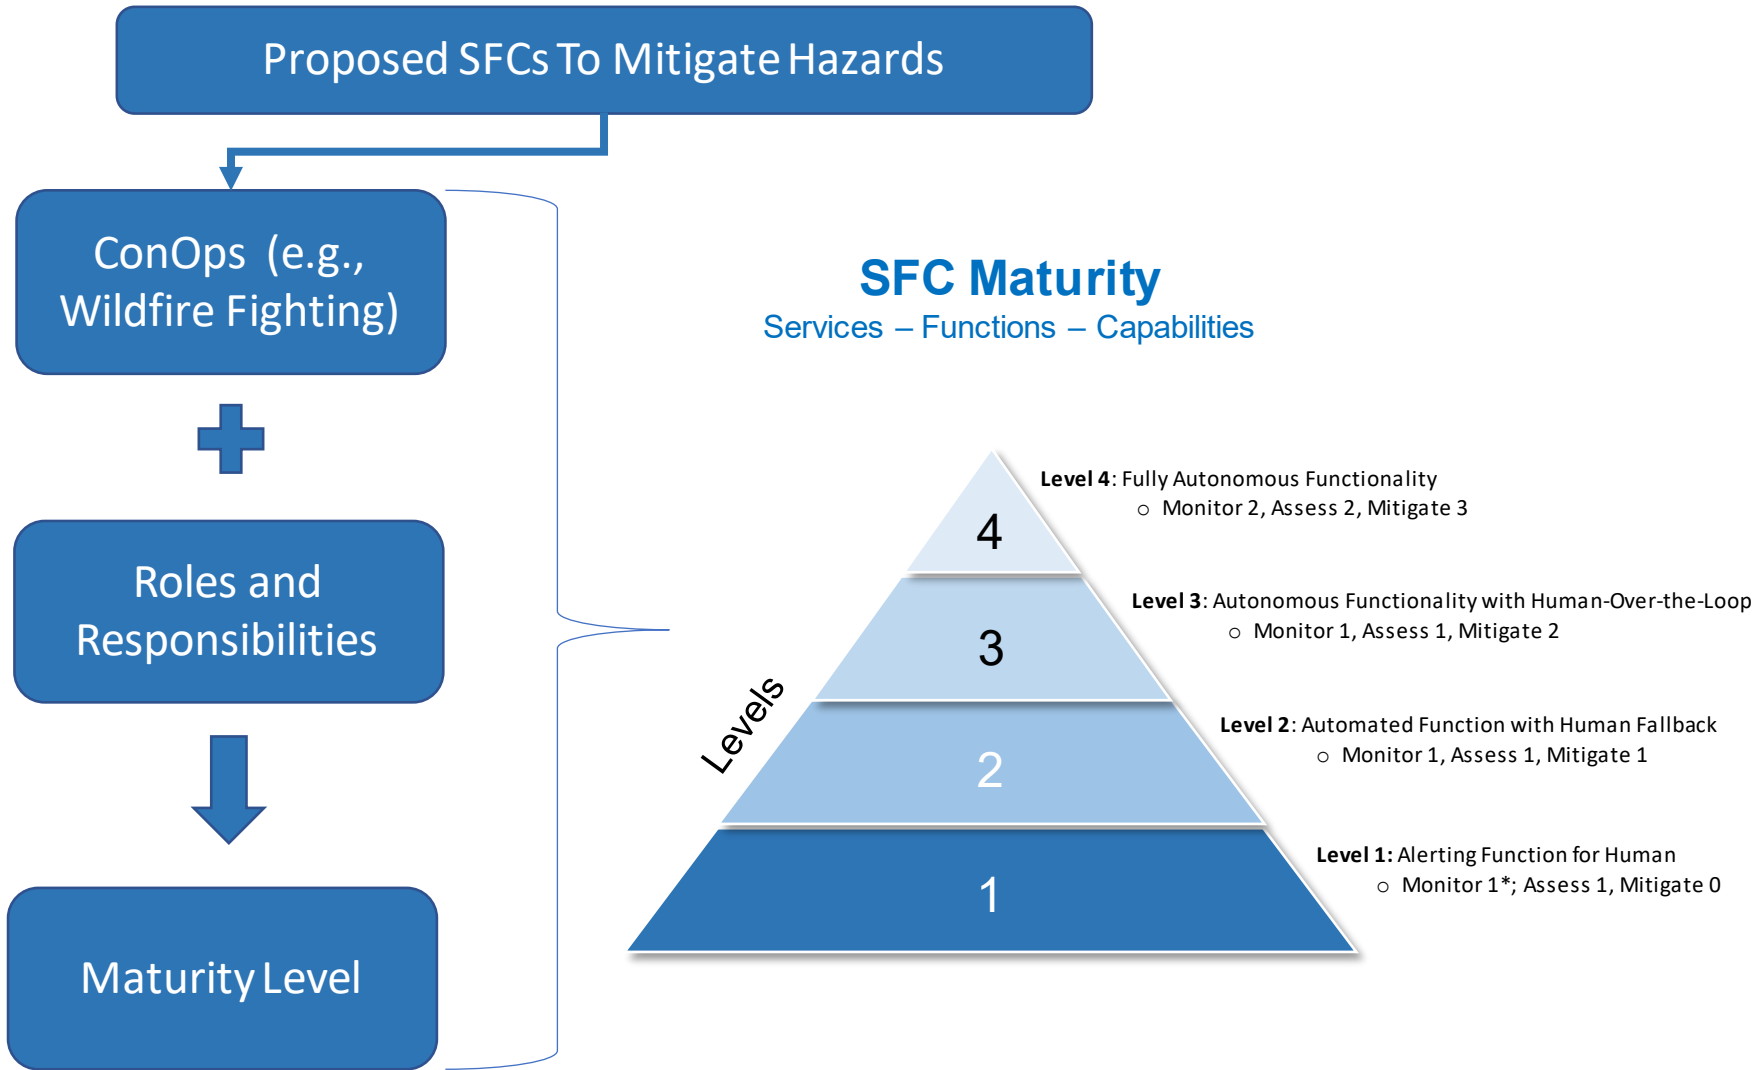 Proposed SFCs To Mitigate Hazards
ConOps (e.g.,
Wildfire Fighting)
Roles and
Responsibilities
Maturity Level
SFC Maturity
Services – Functions – Capabilities
Levels
4
Level 4: Fully Autonomous Functionality
o Monitor 2, Assess 2, Mitigate 3
3
Level 3: Autonomous Functionality with Human-Over-the-Loop
o Monitor 1, Assess 1, Mitigate 2
2
Level 2: Automated Function with Human Fallback
o Monitor 1, Assess 1, Mitigate 1
1
Level 1: Alerting Function for Human
o Monitor 1*; Assess 1, Mitigate 0